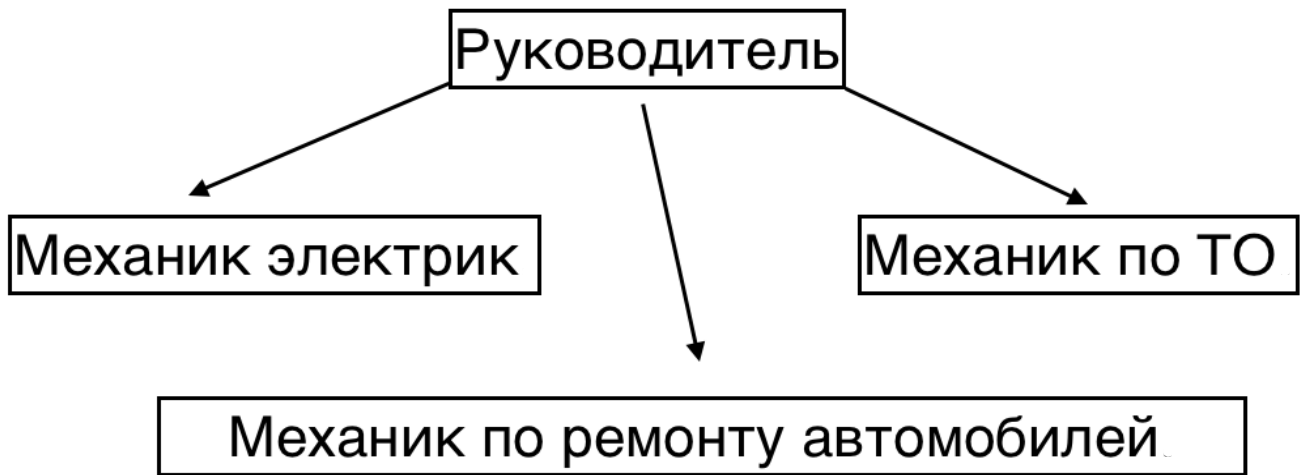 Руководитель
Механик электрик
Механик по ТО
Механик по ремонту автомобилей